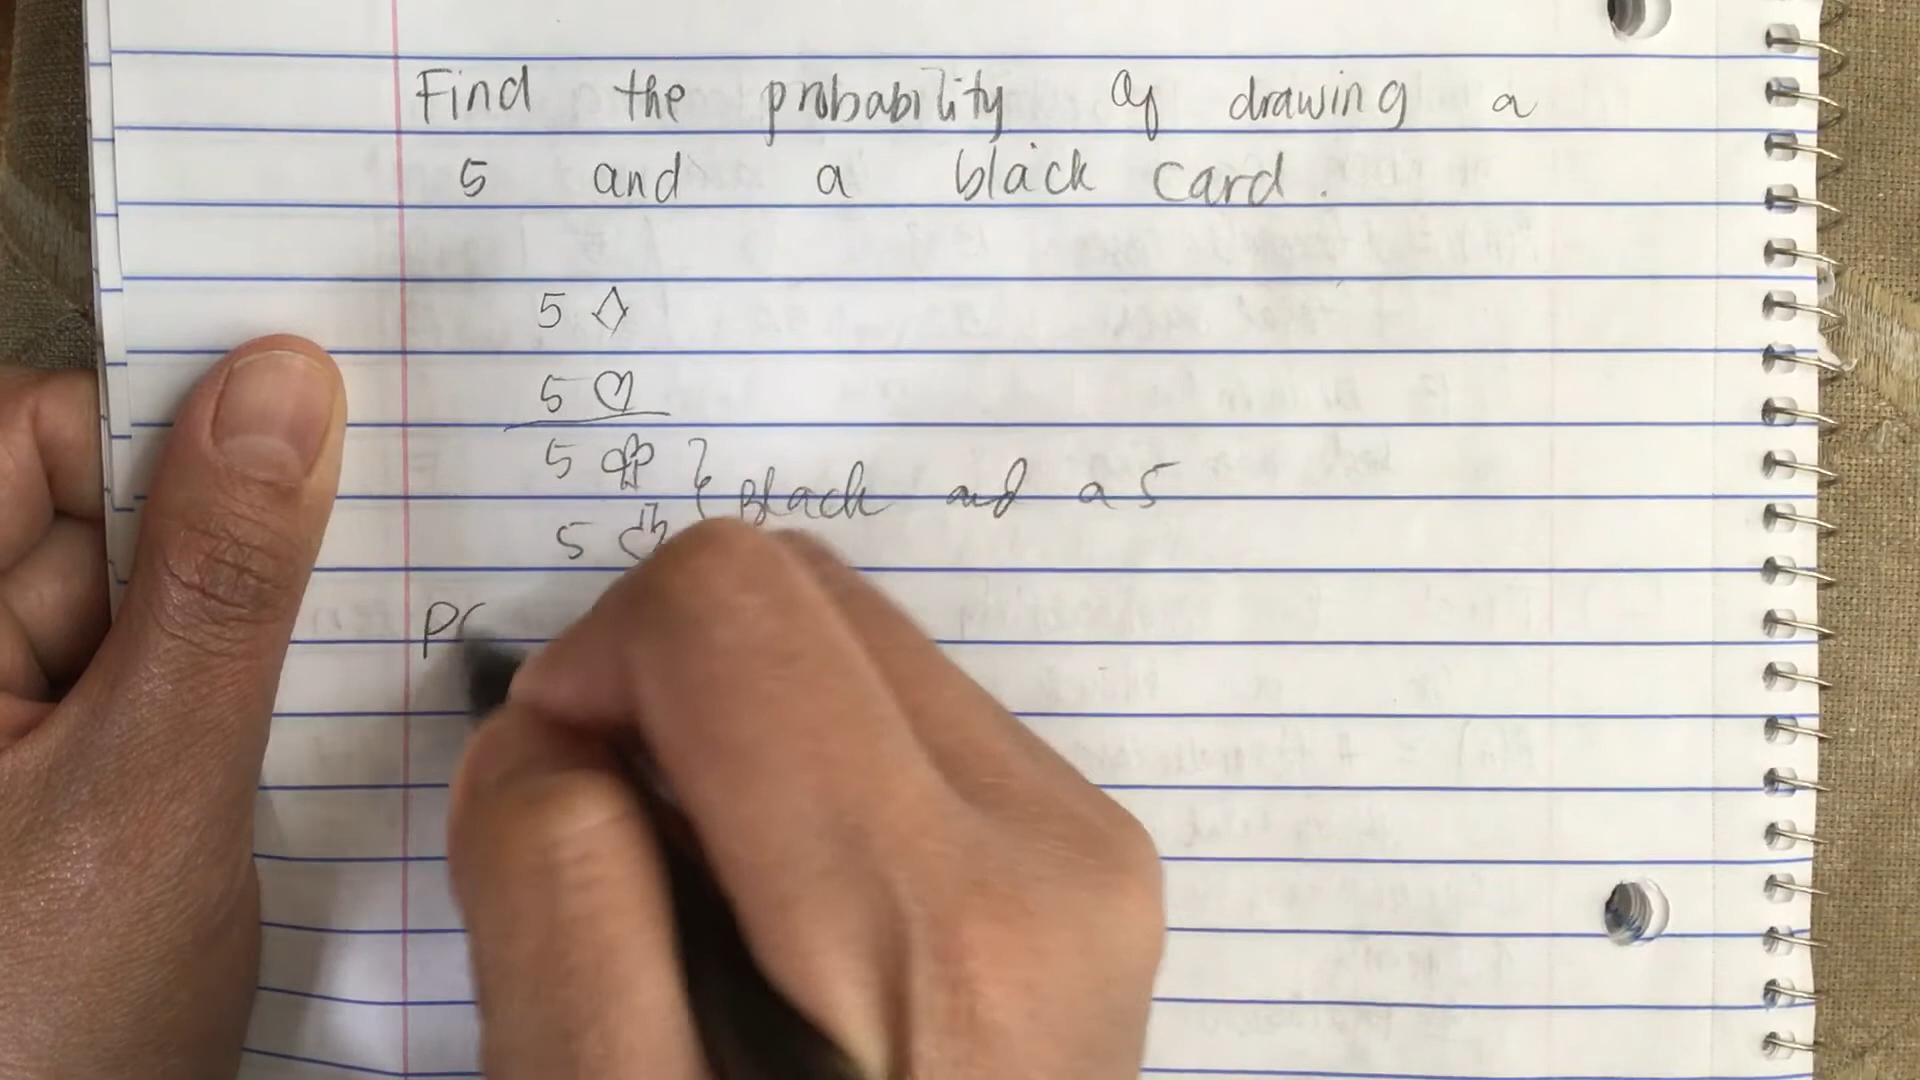 Find the probability of drawing a
5 and a black card.
5 ♢
5 ♡
5 ♧ } Black and a 5
5 ♤
P(